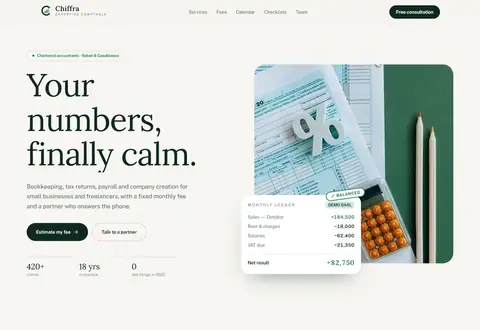 Chiffra
EXPERTISE COMPTABLE
Services
Fees
Calendar
Checklists
Team
Free consultation
Chartered accountants · Rabat & Casablanca
Your
numbers,
finally calm.
Bookkeeping, tax returns, payroll and company creation for
small businesses and freelancers, with a fixed monthly fee
and a partner who answers the phone.
Estimate my fee →
Talk to a partner
420+
clients
18 yrs
in practice
0
late filings in 2025
20
%
✓ BALANCED
MONTHLY LEDGER
DEMO SARL
Sales — October
+184,500
Rent & charges
−18,000
Salaries
−62,400
VAT due
−21,350
Net result
+82,750